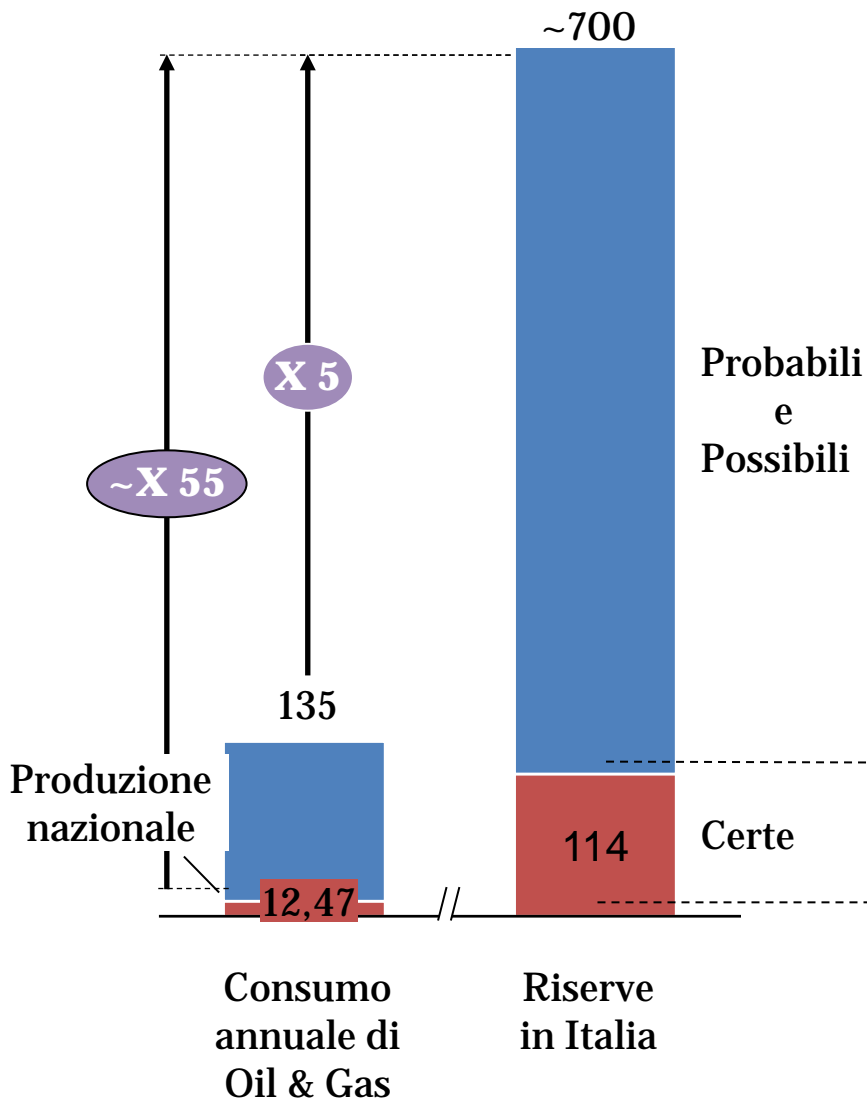 ~700
X 5
~X 55
Probabili
e
Possibili
135
Produzione
nazionale
12,47
114
Certe
Consumo
annuale di
Oil & Gas
Riserve
in Italia